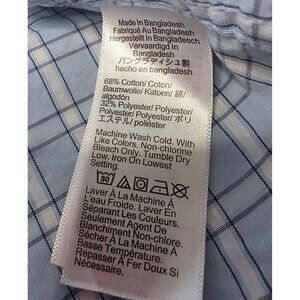 Made In Bangladesh
Fabriqué Au Bangladesh
Hergestellt in Bangladesch
Vervaardigd in
Bangladesh
バングラディシュ製
hecho en bangladesh
68% Cotton/ Coton/
Baumwolle/ Katoen/ 綿/
algodón
32% Polyester/ Polyester/
Polyester/ Polyester/ ポリ
エステル/ poliéster
Machine Wash Cold. With
Like Colors. Non-chlorine
Bleach Only. Tumble Dry
Low. Iron On Lowest
Setting.
30
Laver À La Machine À
L'eau Froide En
Séparant Les Couleurs.
Seulement Agent De
Blanchiment Non-chloré.
Sécher À La Machine À
Basse Température.
Repasser À Fer Doux Si
Nécessaire.